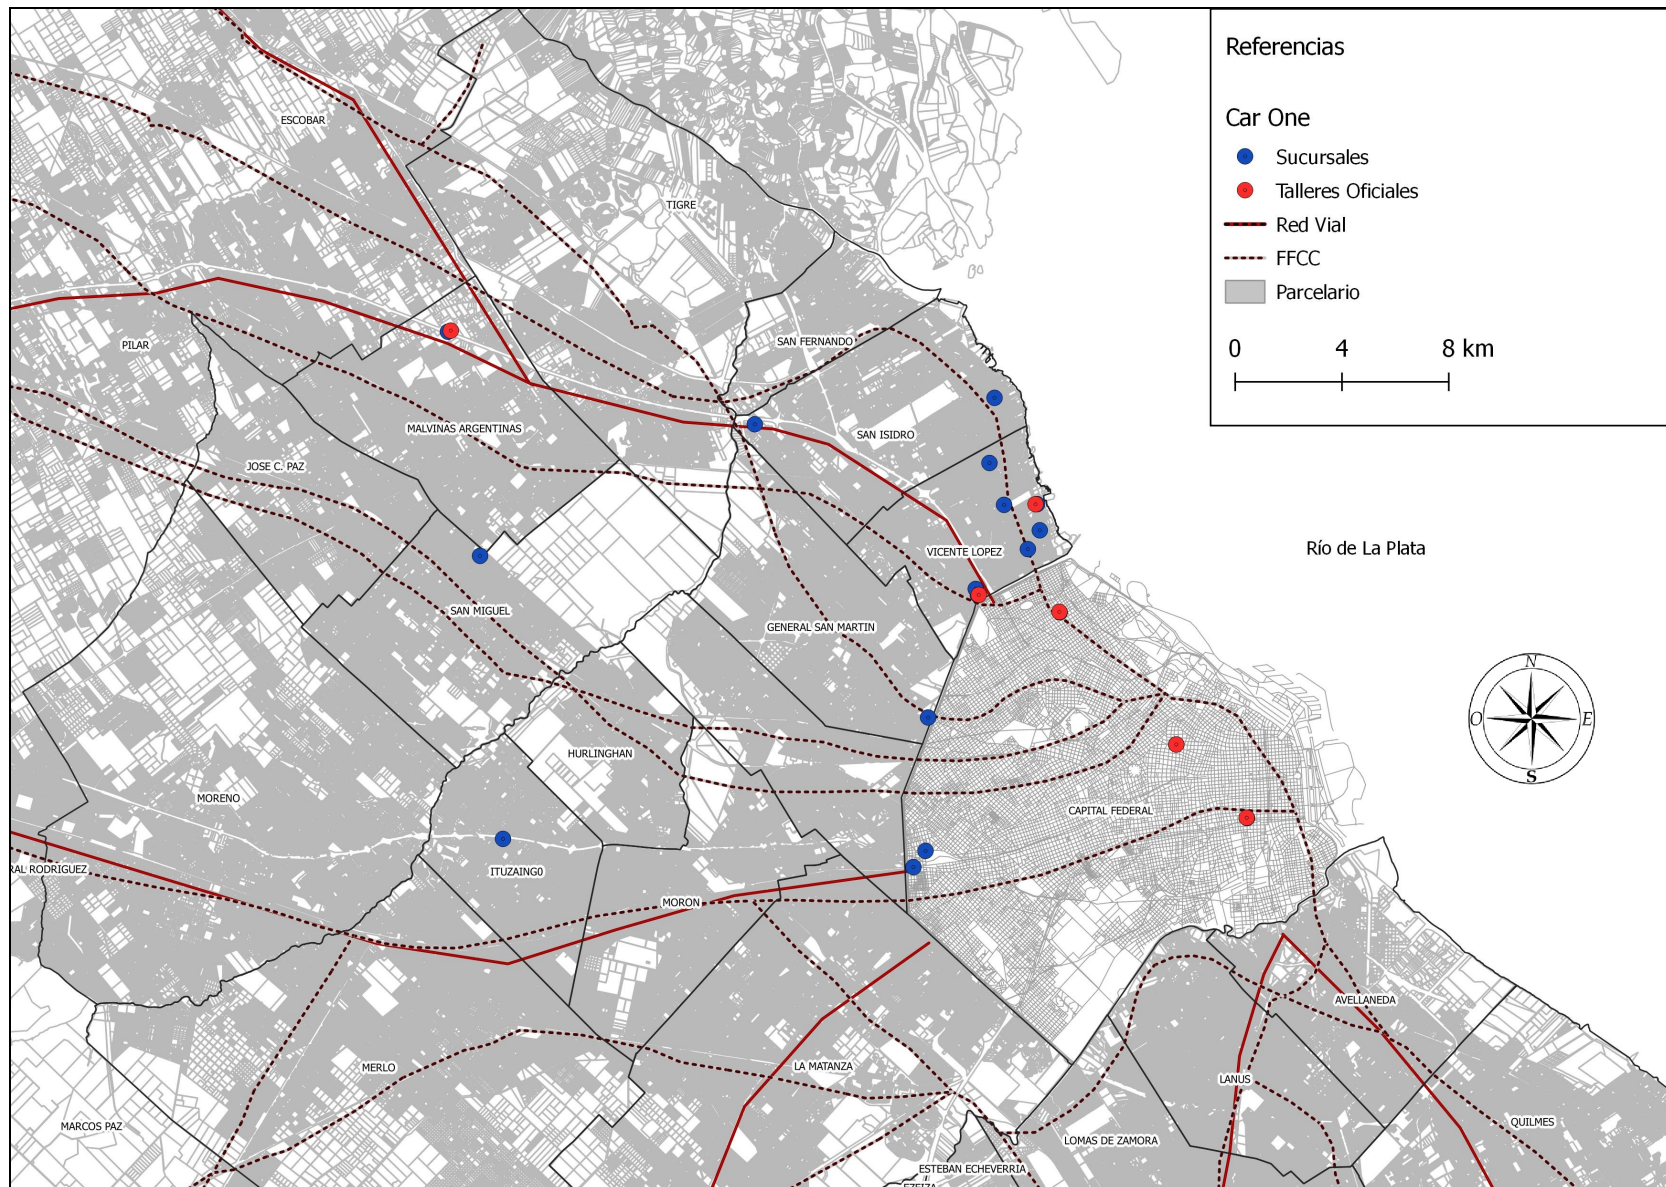 Referencias
Car One
Sucursales
Talleres Oficiales
Red Vial
FFCC
Parcelario
0 4 8 km
ESCOBAR
TIGRE
PILAR
SAN FERNANDO
MALVINAS ARGENTINAS
SAN ISIDRO
JOSE C. PAZ
VICENTE LOPEZ
Río de La Plata
SAN MIGUEL
GENERAL SAN MARTIN
N
O
E
S
HURLINGHAN
MORENO
CAPITAL FEDERAL
RAL RODRIGUEZ
ITUZAINGO
MORON
AVELLANEDA
MERLO
LA MATANZA
LANUS
MARCOS PAZ
QUILMES
LOMAS DE ZAMORA
ESTEBAN ECHEVERRIA
EZEIZA